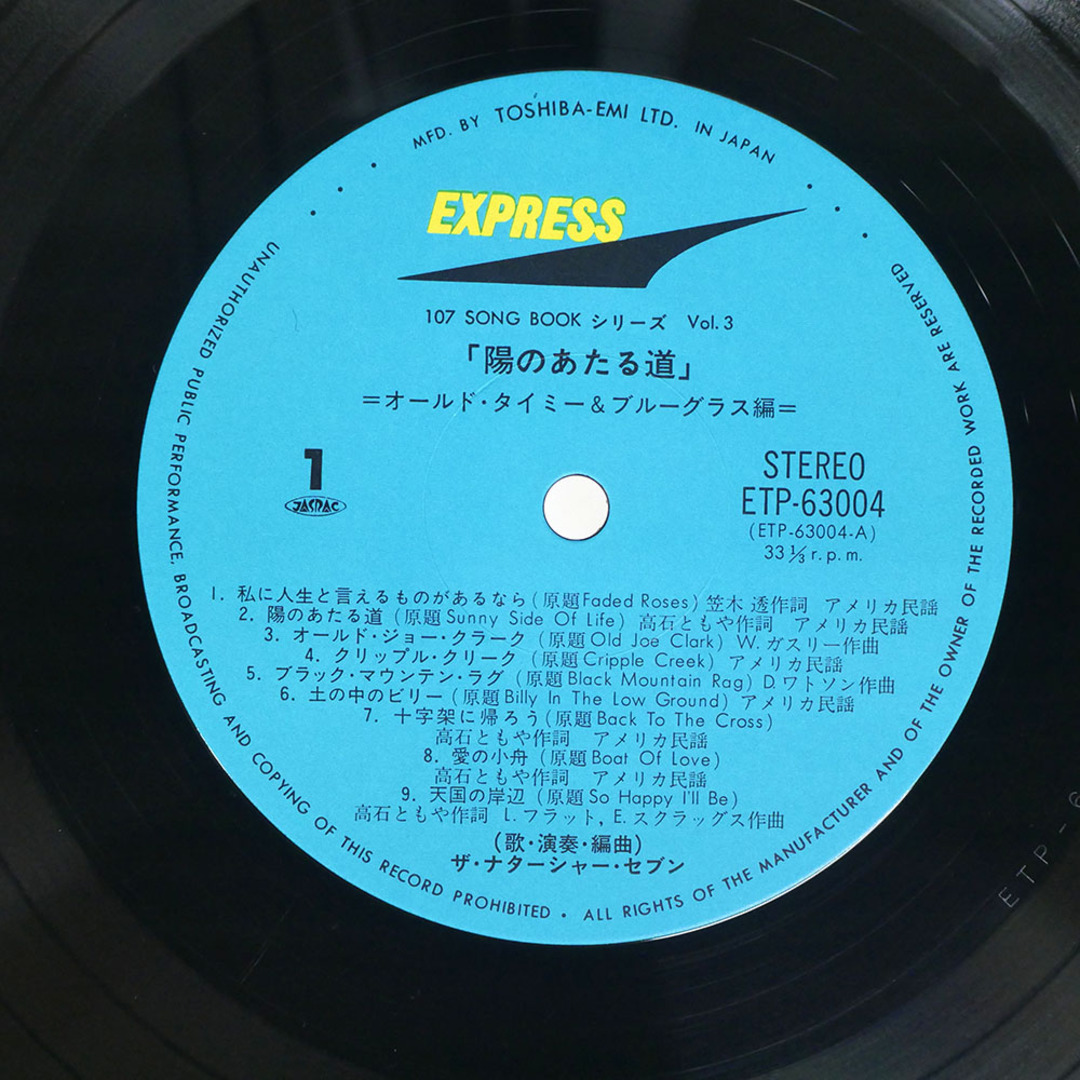 MFD. BY TOSHIBA-EMI LTD. IN JAPAN
EXPRESS
107 SONG BOOK シリーズ Vol.3
「陽のあたる道」
=オールド・タイミー&ブルーグラス編=
1
JASRAC
STEREO
ETP-63004
(ETP-63004-A)
33⅓ r.p.m.
1. 私に人生と言えるものがあるなら(原題Faded Roses)笠木 透作詞 アメリカ民謡
2. 陽のあたる道(原題Sunny Side Of Life)高石ともや作詞 アメリカ民謡
3. オールド・ジョー・クラーク(原題Old Joe Clark)W.ガスリー作曲
4. クリップル・クリーク(原題Cripple Creek)アメリカ民謡
5. ブラック・マウンテン・ラグ(原題Black Mountain Rag)D.ワトソン作曲
6. 土の中のビリー(原題Billy In The Low Ground)アメリカ民謡
7. 十字架に帰ろう(原題Back To The Cross)
高石ともや作詞 アメリカ民謡
8. 愛の小舟(原題Boat Of Love)
高石ともや作詞 アメリカ民謡
9. 天国の岸辺(原題So Happy I'll Be)
高石ともや作詞 L.フラット, E.スクラッグス作曲
(歌・演奏・編曲)
ザ・ナターシャー・セブン
UNAUTHORIZED PUBLIC PERFORMANCE, BROADCASTING AND COPYING OF THIS RECORD PROHIBITED • ALL RIGHTS OF THE MANUFACTURER AND OF THE OWNER OF THE RECORDED WORK ARE RESERVED
ETP-6